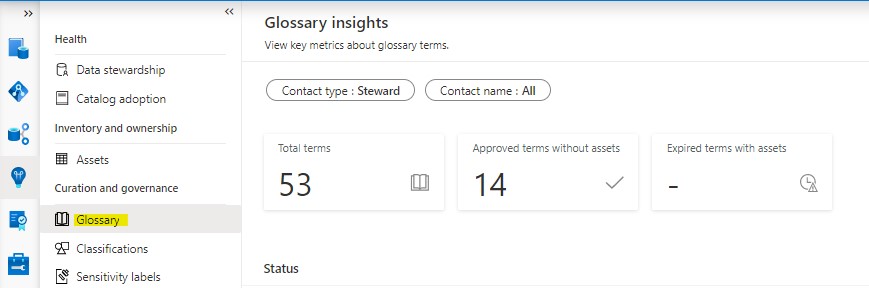 »
«
Health
Data stewardship
Catalog adoption
Inventory and ownership
Assets
Curation and governance
Glossary
Classifications
Sensitivity labels
Glossary insights
View key metrics about glossary terms.
Contact type : Steward
Contact name : All
Total terms
53
Approved terms without assets
14
Expired terms with assets
-
Status